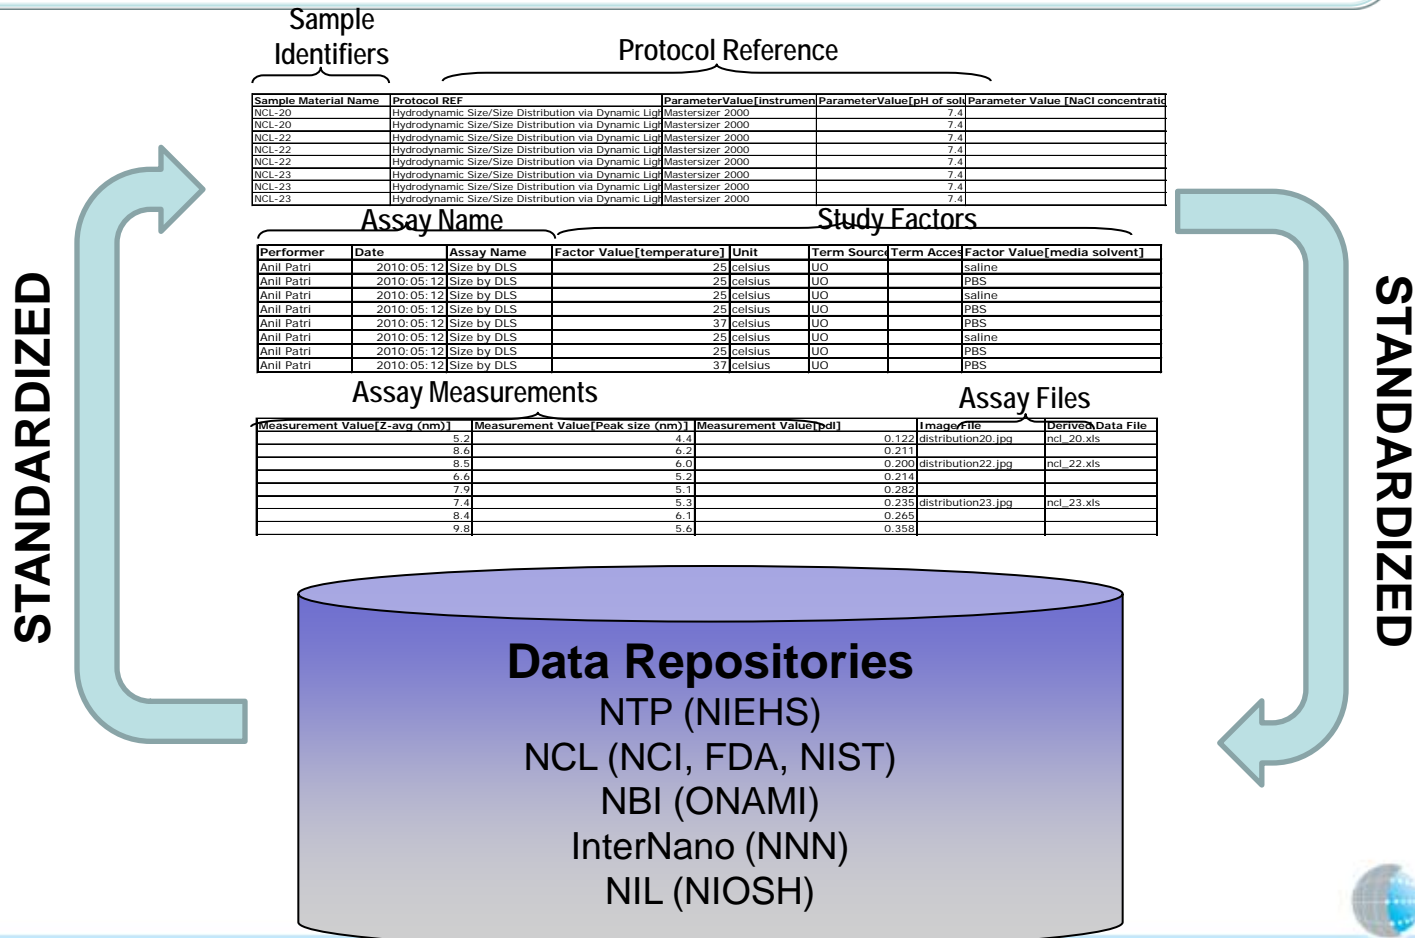 Sample
Identifiers
Protocol Reference
Sample Material Name Protocol REF ParameterValue[instrumen ParameterValue[pH of solu Parameter Value [NaCl concentratio
NCL-20 Hydrodynamic Size/Size Distribution via Dynamic Ligh Mastersizer 2000 7.4
NCL-20 Hydrodynamic Size/Size Distribution via Dynamic Ligh Mastersizer 2000 7.4
NCL-22 Hydrodynamic Size/Size Distribution via Dynamic Ligh Mastersizer 2000 7.4
NCL-22 Hydrodynamic Size/Size Distribution via Dynamic Ligh Mastersizer 2000 7.4
NCL-22 Hydrodynamic Size/Size Distribution via Dynamic Ligh Mastersizer 2000 7.4
NCL-23 Hydrodynamic Size/Size Distribution via Dynamic Ligh Mastersizer 2000 7.4
NCL-23 Hydrodynamic Size/Size Distribution via Dynamic Ligh Mastersizer 2000 7.4
NCL-23 Hydrodynamic Size/Size Distribution via Dynamic Ligh Mastersizer 2000 7.4
Assay Name Study Factors
Performer Date Assay Name Factor Value[temperature] Unit Term Source Term Acces Factor Value[media solvent]
Anil Patri 2010:05:12 Size by DLS 25 celsius UO saline
Anil Patri 2010:05:12 Size by DLS 25 celsius UO PBS
Anil Patri 2010:05:12 Size by DLS 25 celsius UO saline
Anil Patri 2010:05:12 Size by DLS 25 celsius UO PBS
Anil Patri 2010:05:12 Size by DLS 37 celsius UO PBS
Anil Patri 2010:05:12 Size by DLS 25 celsius UO saline
Anil Patri 2010:05:12 Size by DLS 25 celsius UO PBS
Anil Patri 2010:05:12 Size by DLS 37 celsius UO PBS
Assay Measurements Assay Files
Measurement Value[Z-avg (nm)] Measurement Value[Peak size (nm)] Measurement Value[pdI] Image File Derived Data File
5.2 4.4 0.122 distribution20.jpg ncl_20.xls
8.6 6.2 0.211
8.5 6.0 0.200 distribution22.jpg ncl_22.xls
6.6 5.2 0.214
7.9 5.1 0.282
7.4 5.3 0.235 distribution23.jpg ncl_23.xls
8.4 6.1 0.265
9.8 5.6 0.358
STANDARDIZED
STANDARDIZED
Data Repositories
NTP (NIEHS)
NCL (NCI, FDA, NIST)
NBI (ONAMI)
InterNano (NNN)
NIL (NIOSH)